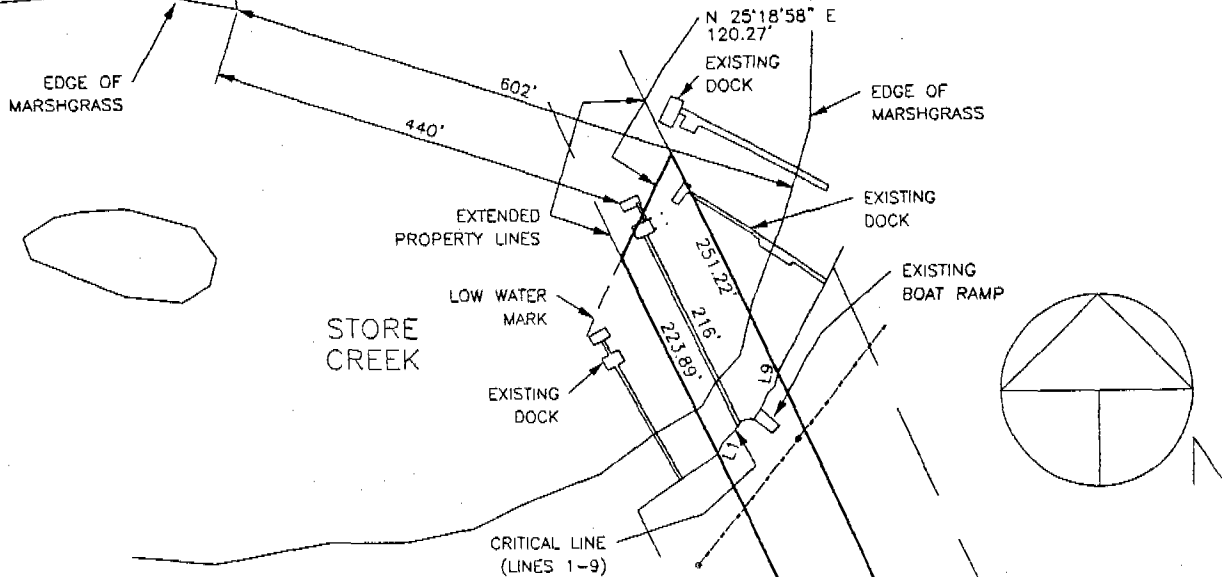 N 25°18'58" E
120.27'
EXISTING
DOCK
EDGE OF
MARSHGRASS
EDGE OF
MARSHGRASS
602'
440'
EXISTING
DOCK
EXTENDED
PROPERTY LINES
251.22'
EXISTING
BOAT RAMP
LOW WATER
MARK
216'
STORE
CREEK
223.89'
EXISTING
DOCK
L9
L1
CRITICAL LINE
(LINES 1-9)